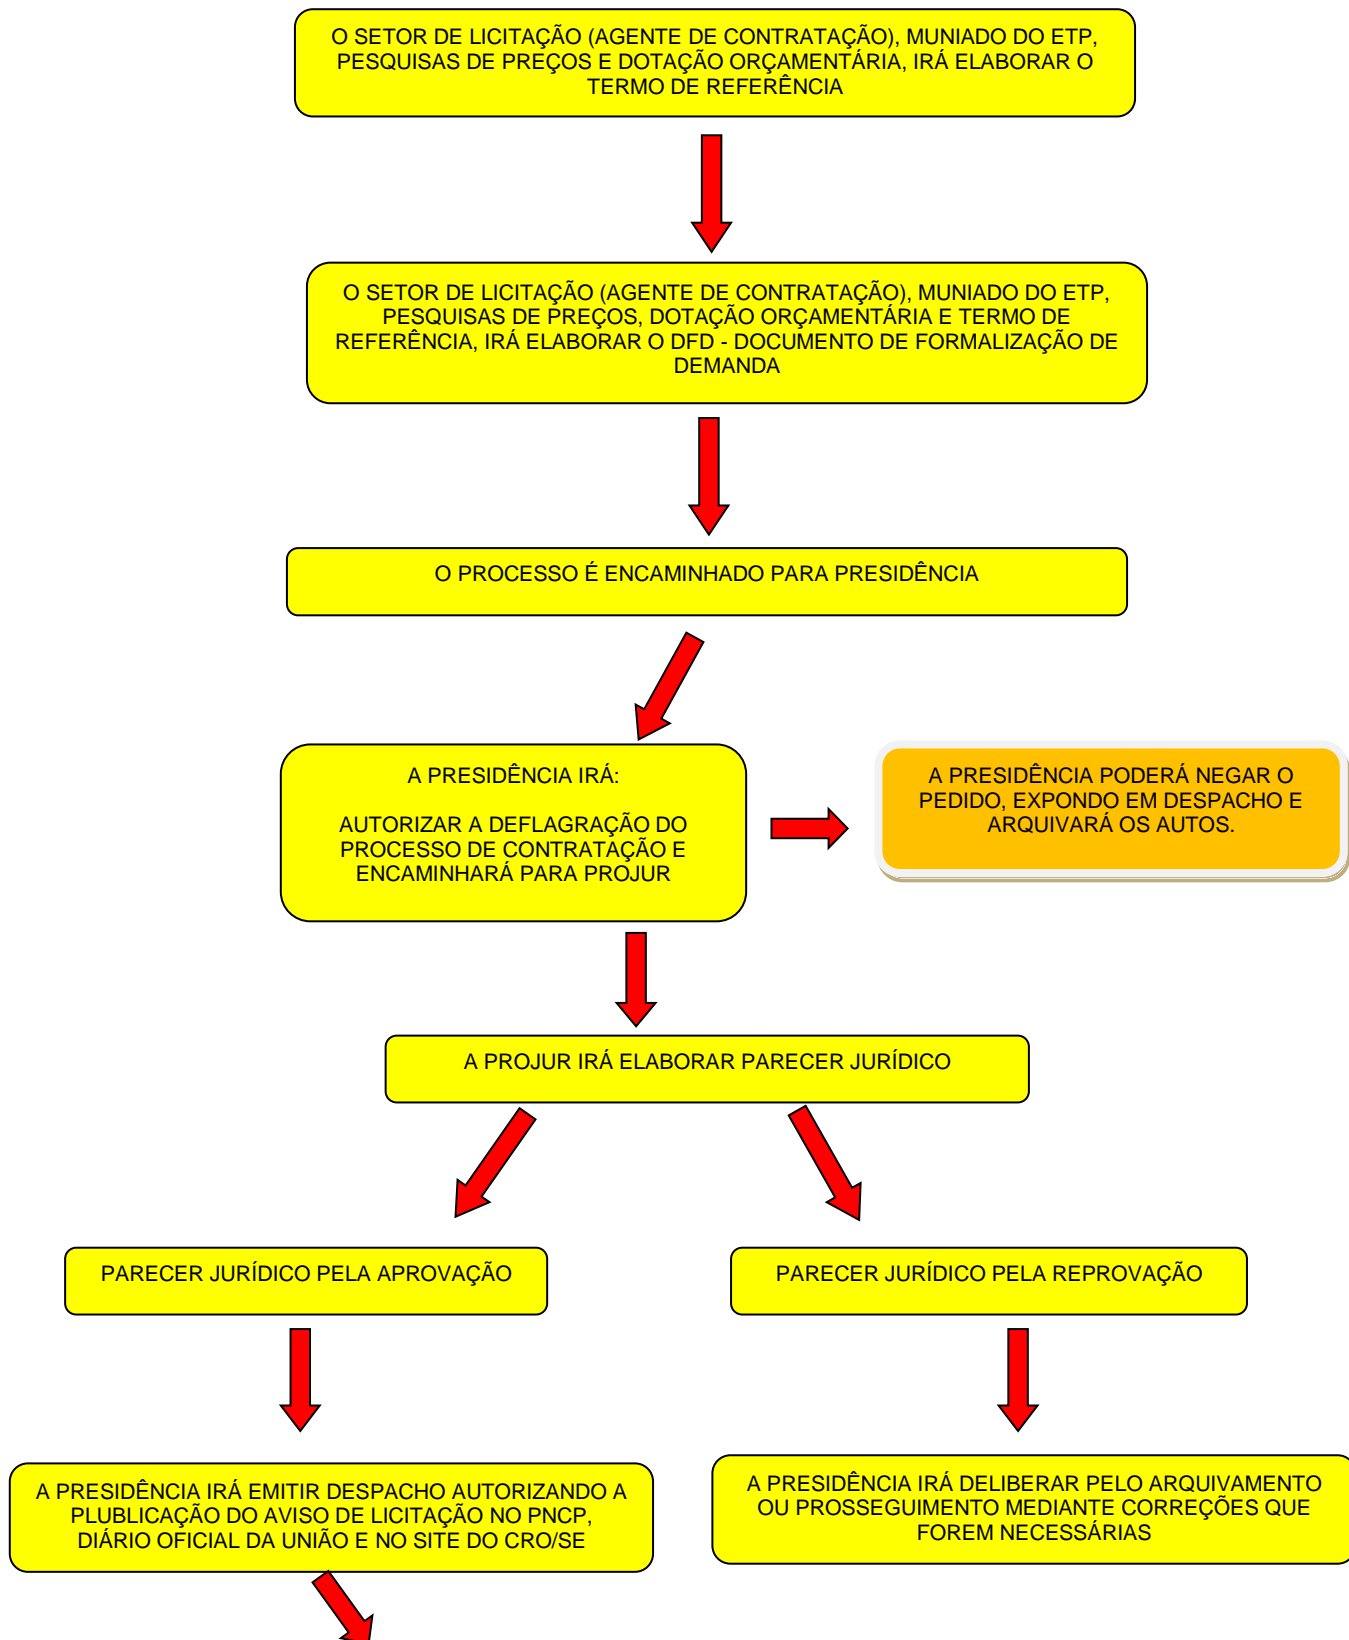 O SETOR DE LICITAÇÃO (AGENTE DE CONTRATAÇÃO), MUNIADO DO ETP,
PESQUISAS DE PREÇOS E DOTAÇÃO ORÇAMENTÁRIA, IRÁ ELABORAR O
TERMO DE REFERÊNCIA
O SETOR DE LICITAÇÃO (AGENTE DE CONTRATAÇÃO), MUNIADO DO ETP,
PESQUISAS DE PREÇOS, DOTAÇÃO ORÇAMENTÁRIA E TERMO DE
REFERÊNCIA, IRÁ ELABORAR O DFD - DOCUMENTO DE FORMALIZAÇÃO DE
DEMANDA
O PROCESSO É ENCAMINHADO PARA PRESIDÊNCIA
A PRESIDÊNCIA IRÁ:
AUTORIZAR A DEFLAGRAÇÃO DO
PROCESSO DE CONTRATAÇÃO E
ENCAMINHARÁ PARA PROJUR
A PRESIDÊNCIA PODERÁ NEGAR O
PEDIDO, EXPONDO EM DESPACHO E
ARQUIVARÁ OS AUTOS.
A PROJUR IRÁ ELABORAR PARECER JURÍDICO
PARECER JURÍDICO PELA APROVAÇÃO
PARECER JURÍDICO PELA REPROVAÇÃO
A PRESIDÊNCIA IRÁ EMITIR DESPACHO AUTORIZANDO A
PLUBLICAÇÃO DO AVISO DE LICITAÇÃO NO PNCP,
DIÁRIO OFICIAL DA UNIÃO E NO SITE DO CRO/SE
A PRESIDÊNCIA IRÁ DELIBERAR PELO ARQUIVAMENTO
OU PROSSEGUIMENTO MEDIANTE CORREÇÕES QUE
FOREM NECESSÁRIAS